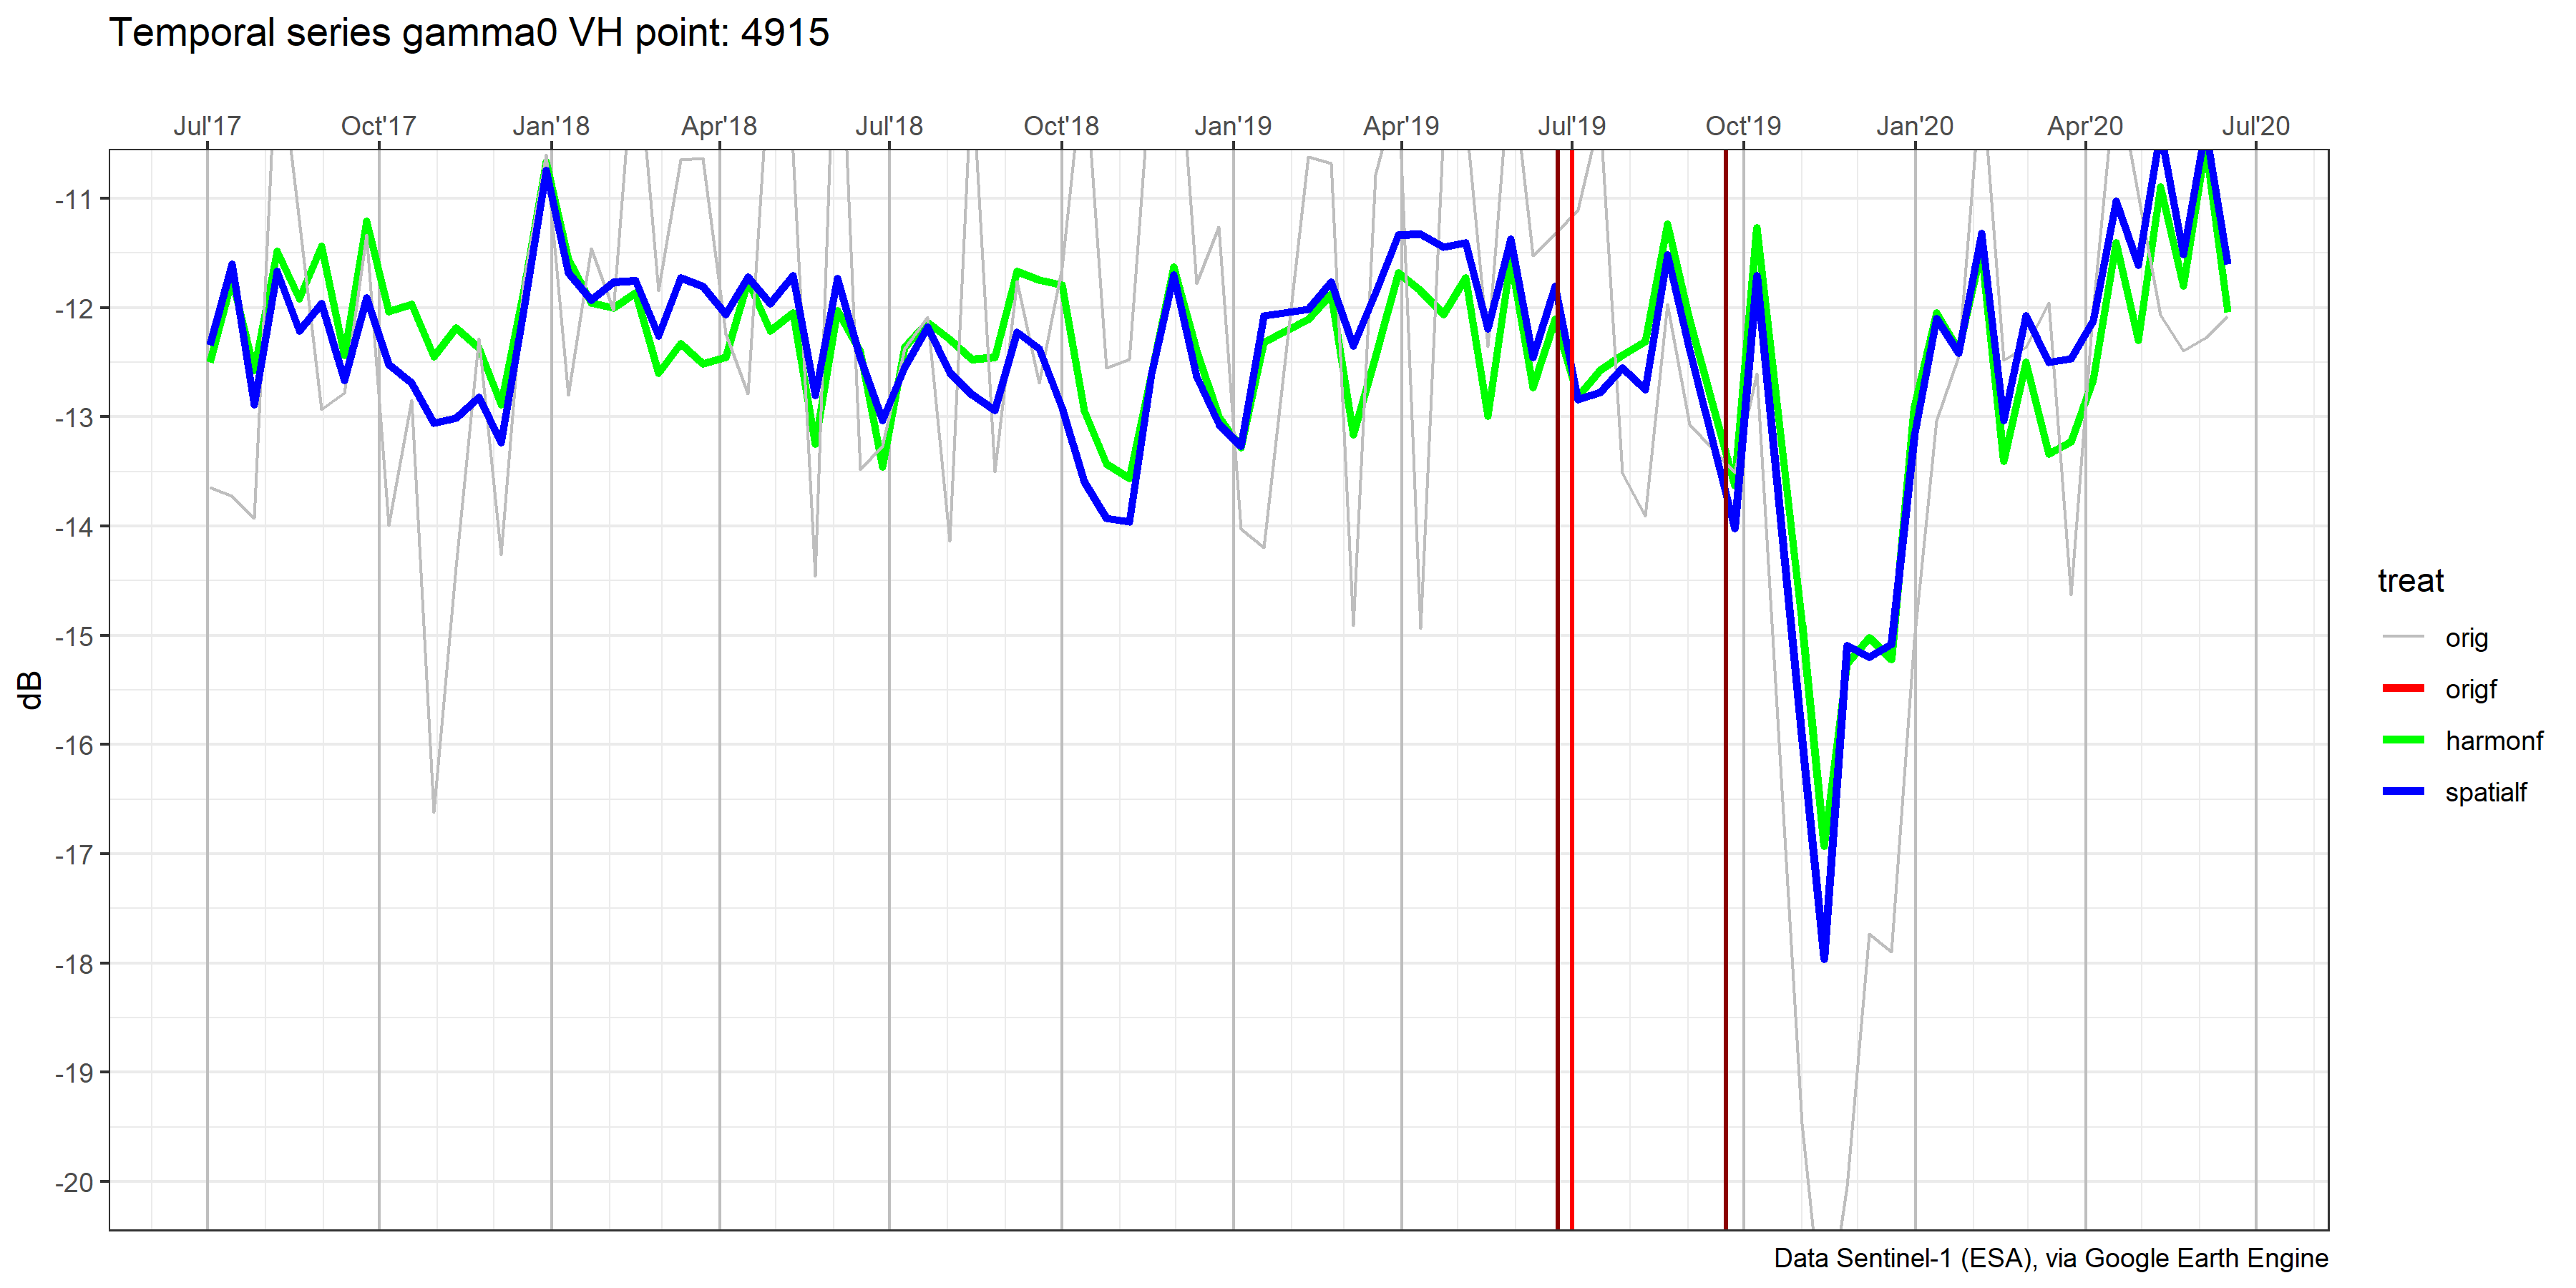 Temporal series gamma0 VH point: 4915
Jul'17 Oct'17 Jan'18 Apr'18 Jul'18 Oct'18 Jan'19 Apr'19 Jul'19 Oct'19 Jan'20 Apr'20 Jul'20
-11
-12
-13
-14
-15
-16
-17
-18
-19
-20
dB
treat
orig
origf
harmonf
spatialf
Data Sentinel-1 (ESA), via Google Earth Engine